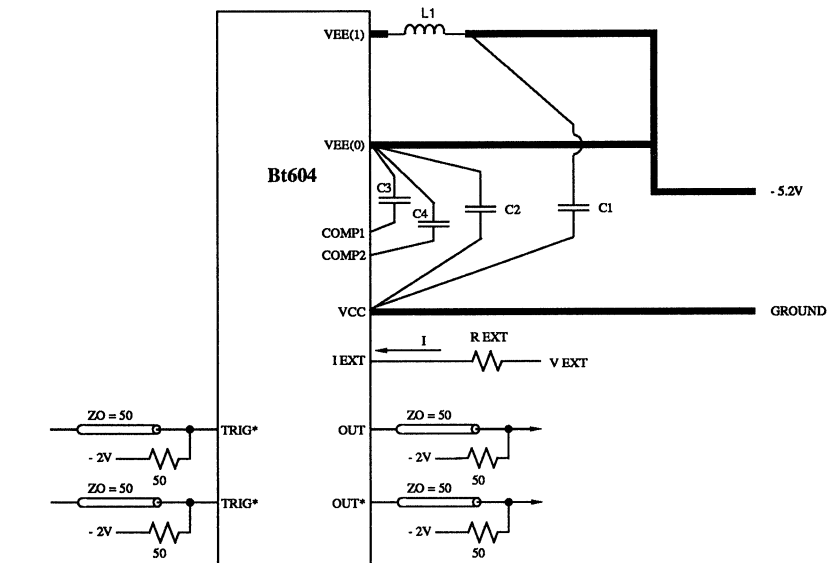 L1
VEE(1)
VEE(0)
Bt604
C3
C4
C2
C1
- 5.2V
COMP1
COMP2
VCC
GROUND
I
R EXT
I EXT
V EXT
ZO = 50
TRIG*
- 2V
50
ZO = 50
TRIG*
- 2V
50
ZO = 50
OUT
- 2V
50
ZO = 50
OUT*
- 2V
50